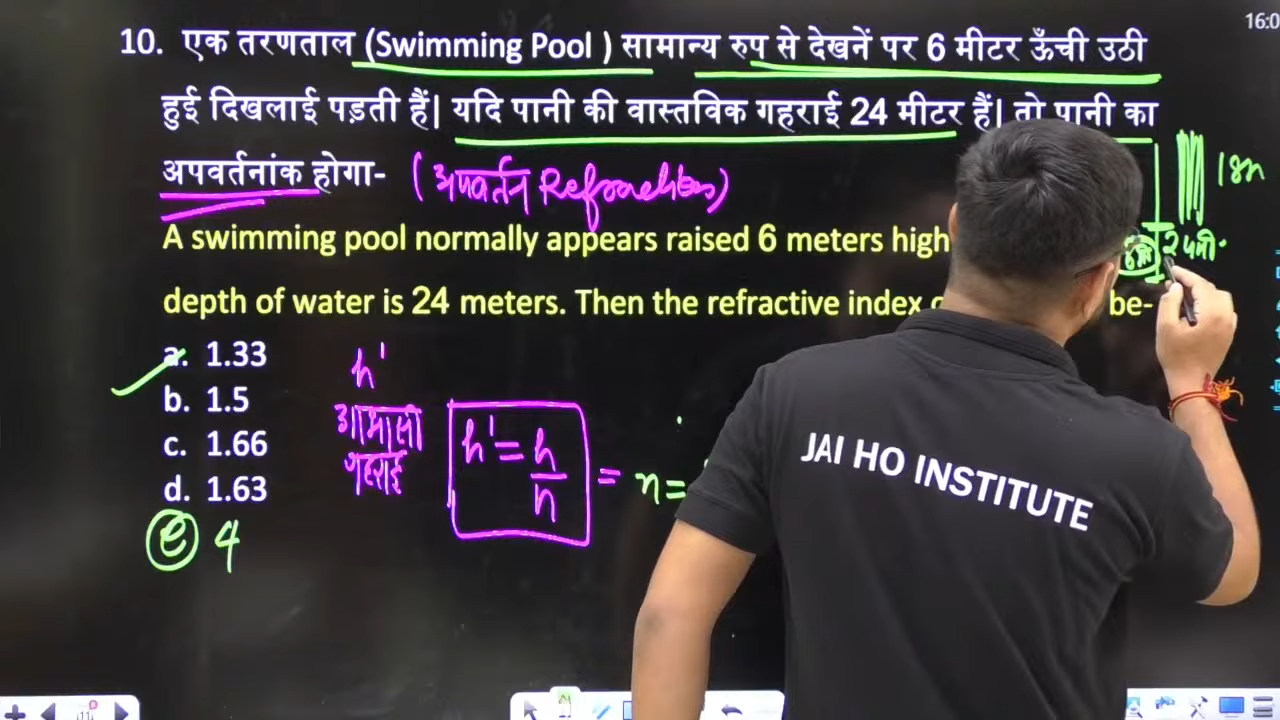 16:0
10. एक तरणताल (Swimming Pool ) सामान्य रुप से देखनें पर 6 मीटर ऊँची उठी
हुई दिखलाई पड़ती हैं| यदि पानी की वास्तविक गहराई 24 मीटर हैं| तो पानी का
अपवर्तनांक होगा- (अपवर्तन Refraction)
18m
A swimming pool normally appears raised 6 meters high
24मी.
depth of water is 24 meters. Then the refractive index be-
a. 1.33
b. 1.5
c. 1.66
d. 1.63
e 4
h'
आभासी
गहराई
h' = h/n = n=
JAI HO INSTITUTE